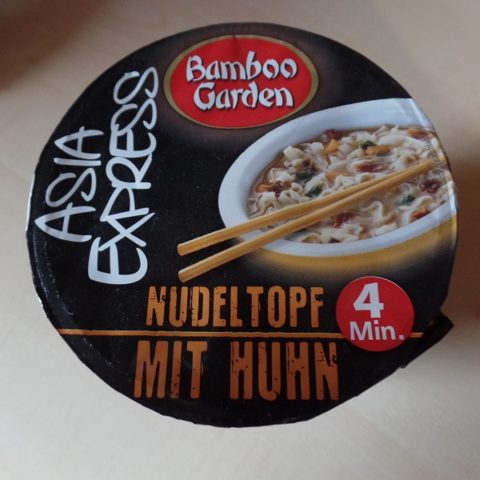 Bamboo
Garden
ASIA
EXPRESS
NUDELTOPF
MIT HUHN
4
Min.